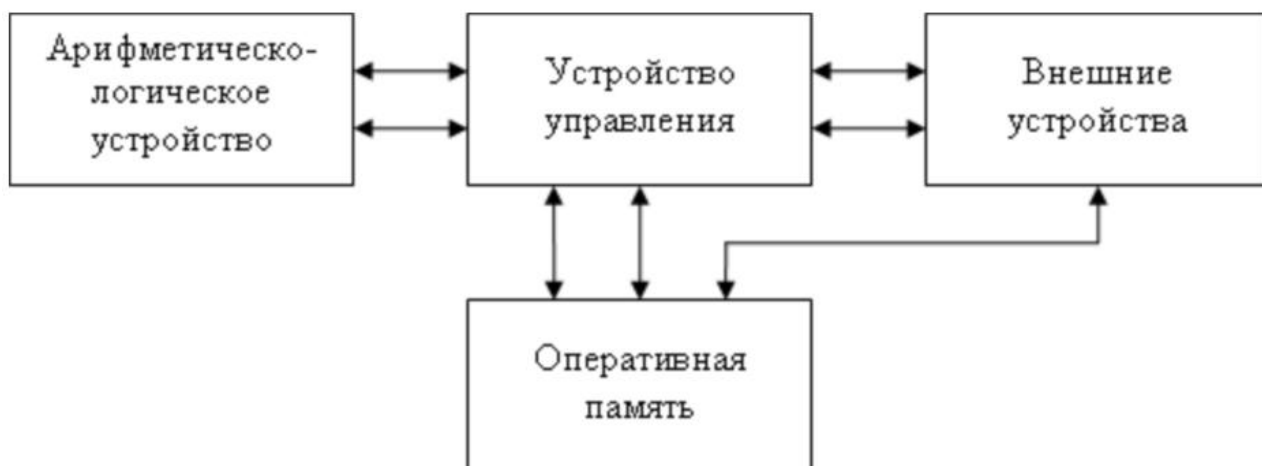 Арифметическо-
логическое
устройство
Устройство
управления
Внешние
устройства
Оперативная
память